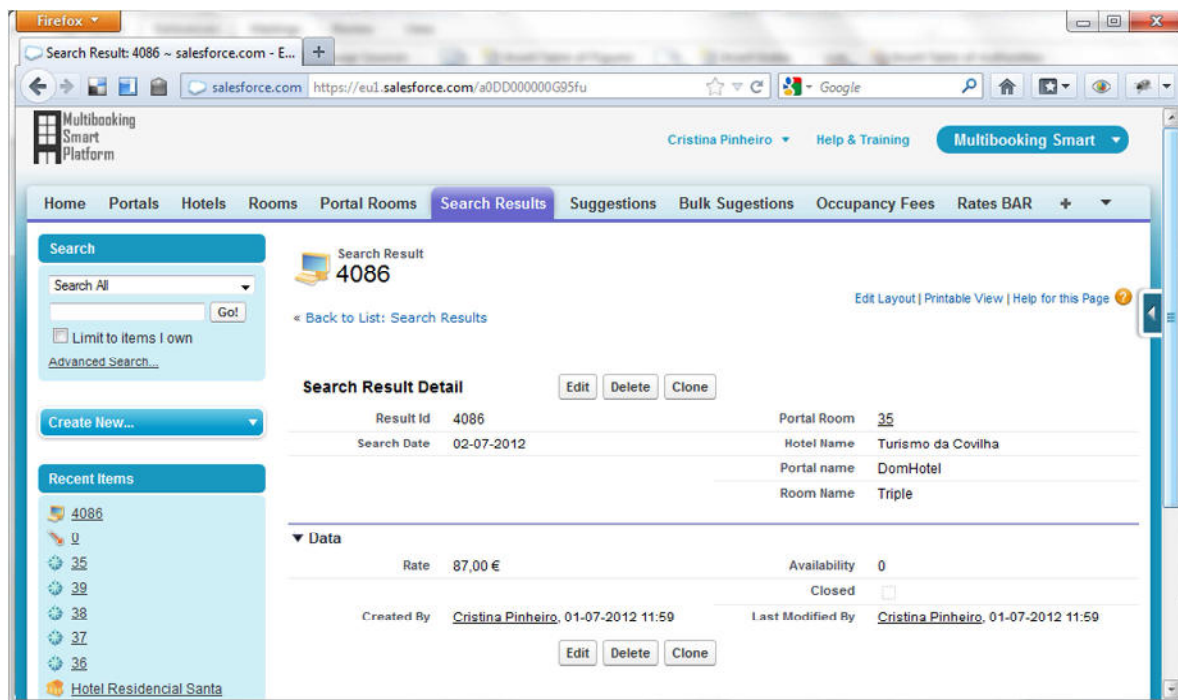 Firefox
Search Result: 4086 ~ salesforce.com - E... +
salesforce.com https://eu1.salesforce.com/a0DD000000G95fu Google
Multibooking
Smart
Platform
Cristina Pinheiro Help & Training Multibooking Smart
Home Portals Hotels Rooms Portal Rooms Search Results Suggestions Bulk Sugestions Occupancy Fees Rates BAR +
Search
Search All
Go!
Limit to items I own
Advanced Search...
Create New...
Recent Items
4086
0
35
39
38
37
36
Hotel Residencial Santa
Search Result
4086
Edit Layout | Printable View | Help for this Page ?
« Back to List: Search Results
Search Result Detail Edit Delete Clone
Result Id 4086 Portal Room 35
Search Date 02-07-2012 Hotel Name Turismo da Covilha
Portal name DomHotel
Room Name Triple
Data
Rate 87,00 € Availability 0
Closed
Created By Cristina Pinheiro, 01-07-2012 11:59 Last Modified By Cristina Pinheiro, 01-07-2012 11:59
Edit Delete Clone